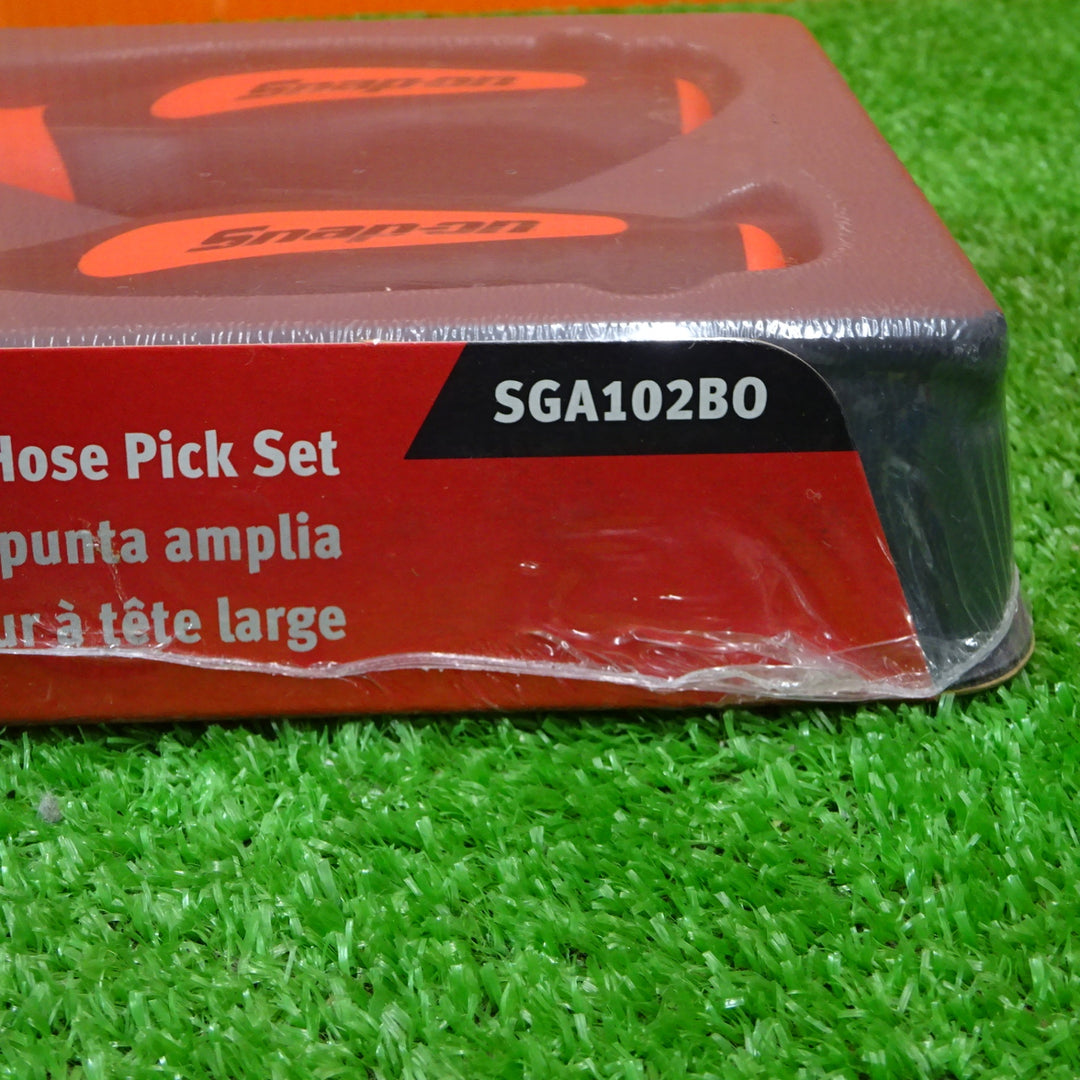 Snap-on
Snap-on
SGA102BO
Hose Pick Set
punta amplia
ur à tête large